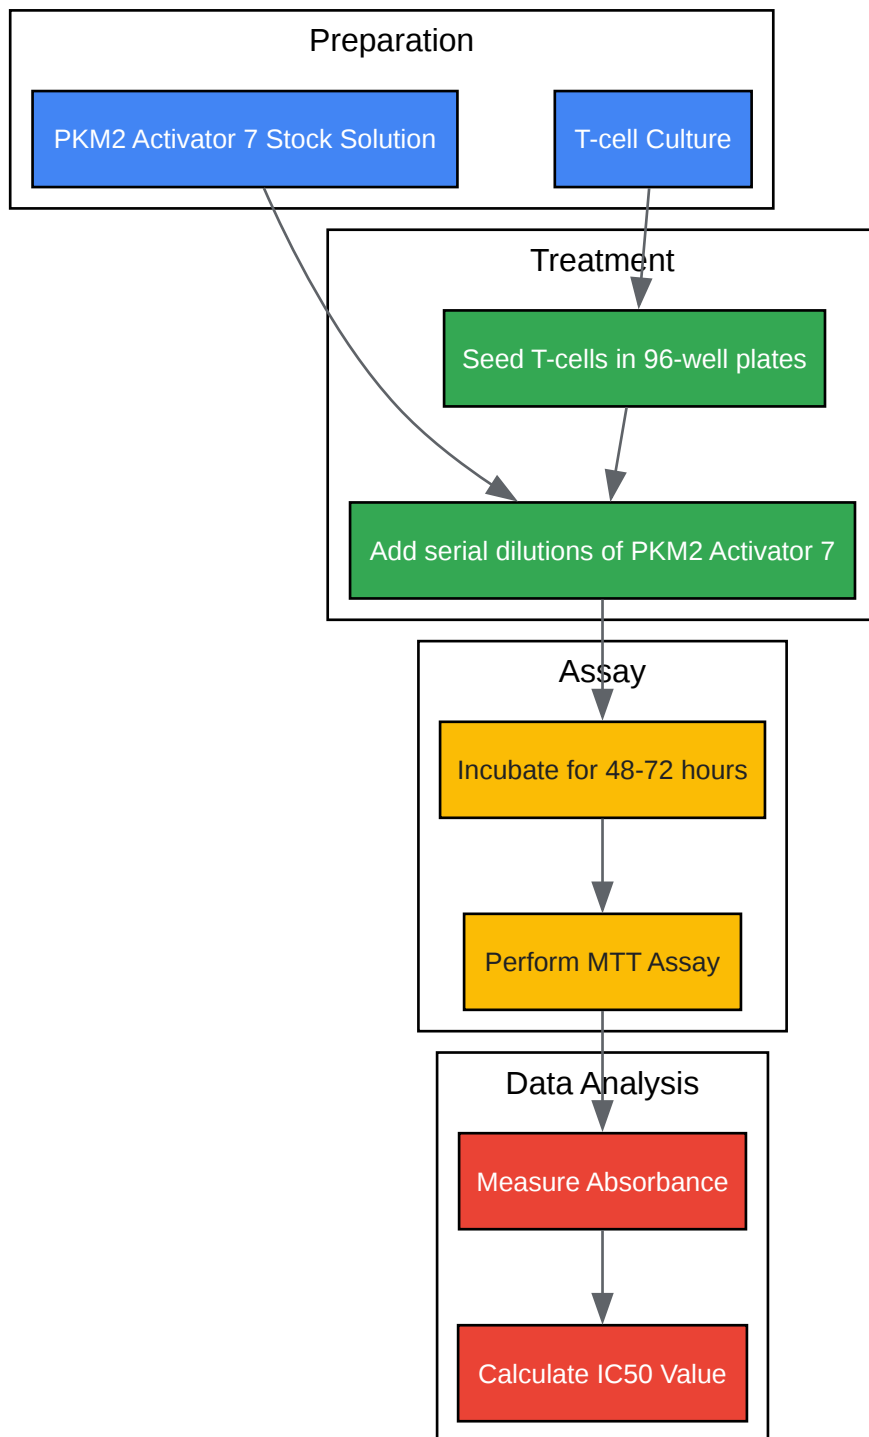 Preparation
PKM2 Activator 7 Stock Solution
T-cell Culture
Treatment
Seed T-cells in 96-well plates
Add serial dilutions of PKM2 Activator 7
Assay
Incubate for 48-72 hours
Perform MTT Assay
Data Analysis
Measure Absorbance
Calculate IC50 Value